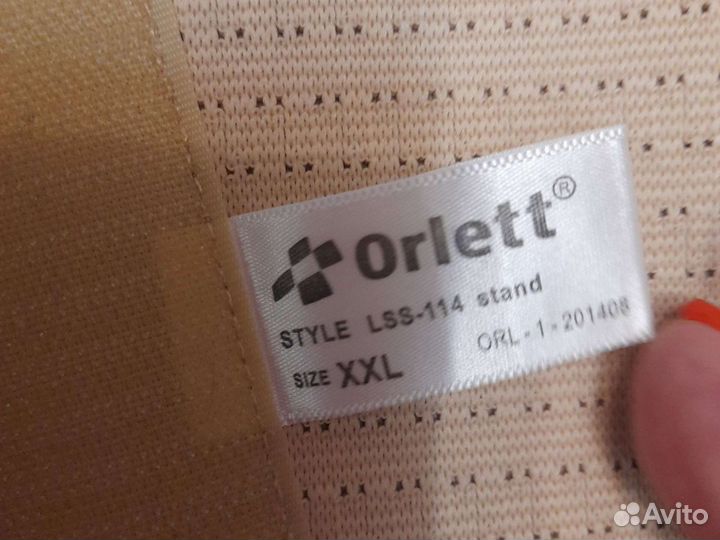 Orlett®
STYLE LSS-114 stand
ORL-1-201408
SIZE XXL
Avito